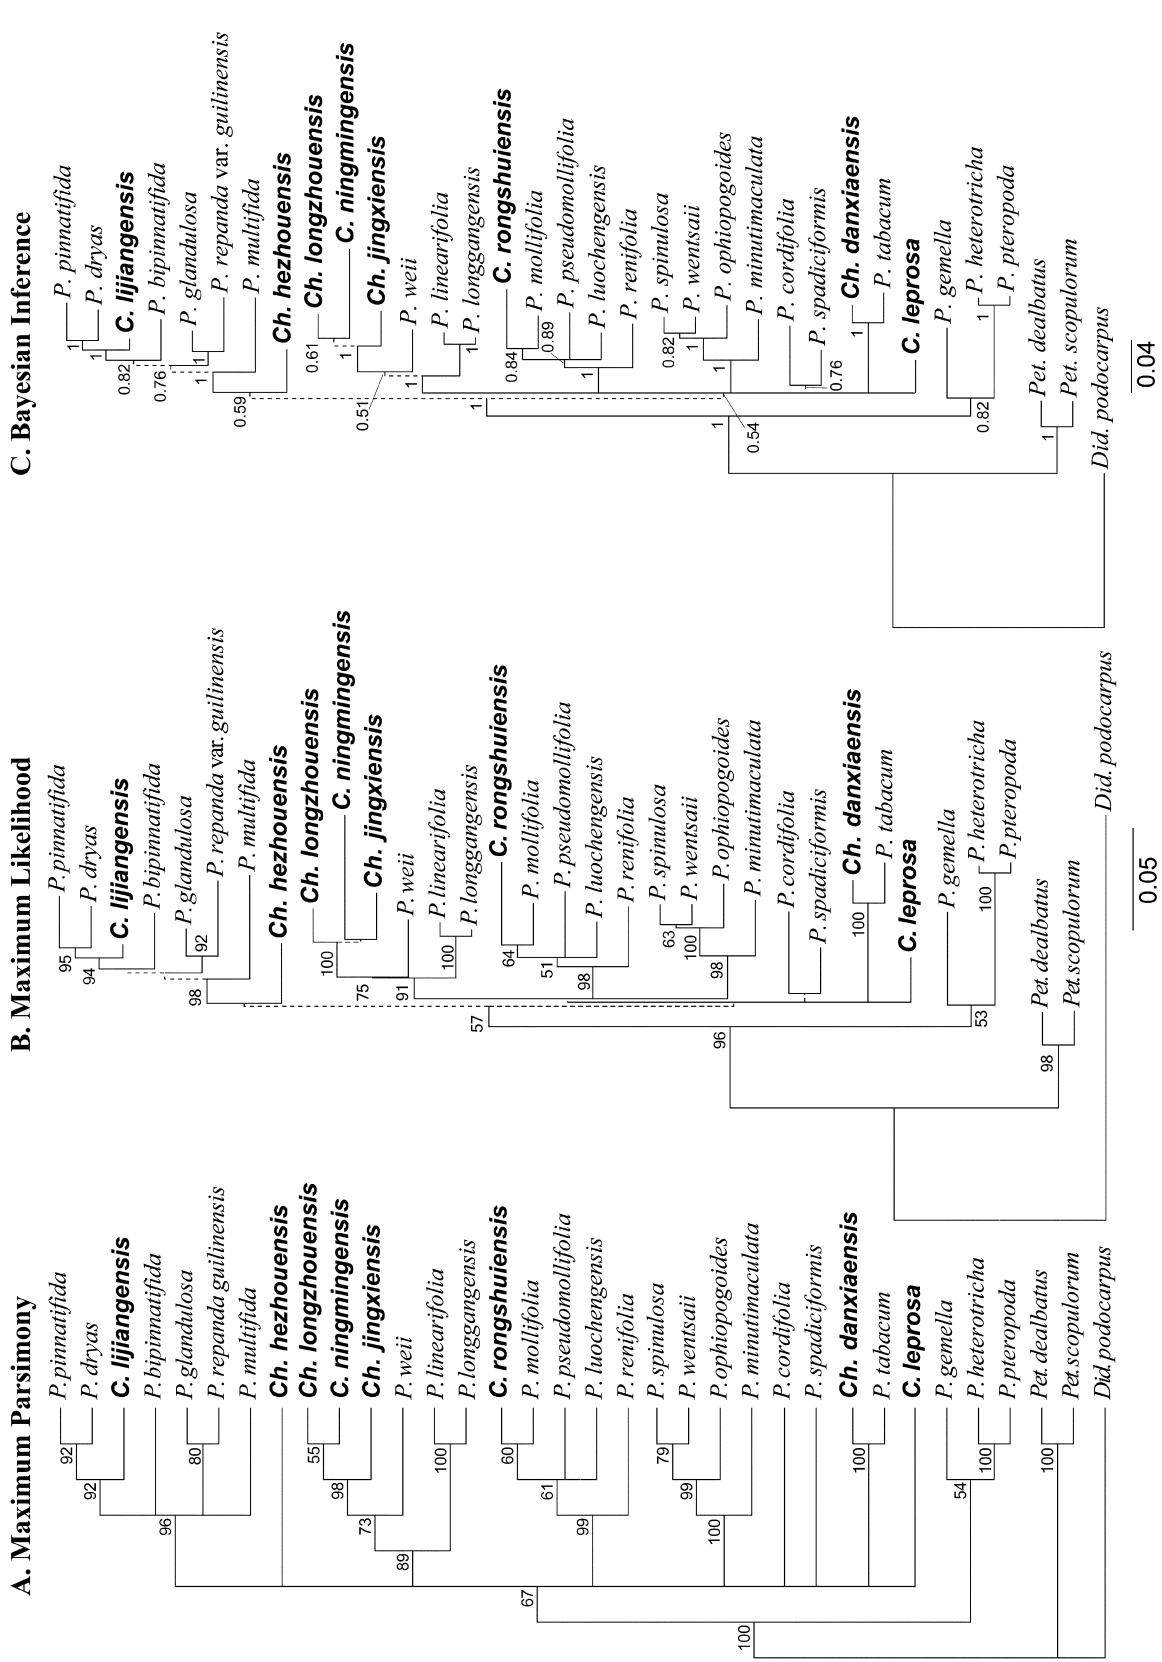 A. Maximum Parsimony
P. pinnatifida
P. dryas
C. lijiangensis
P. bipinnatifida
P. glandulosa
P. repanda guilinensis
P. multifida
Ch. hezhouensis
Ch. longzhouensis
C. ningmingensis
Ch. jingxiensis
P. weii
P. linearifolia
P. longgangensis
C. rongshuiensis
P. mollifolia
P. pseudomollifolia
P. luochengensis
P. renifolia
P. spinulosa
P. wentsaii
P. ophiopogoides
P. minutimaculata
P. cordifolia
P. spadiciformis
Ch. danxiaensis
P. tabacum
C. leprosa
P. gemella
P. heterotricha
P. pteropoda
Pet. dealbatus
Pet. scopulorum
Did. podocarpus
92
92
96
80
55
98
73
89
100
60
61
99
79
99
100
100
67
54
100
100
100
B. Maximum Likelihood
P. pinnatifida
P. dryas
C. lijiangensis
P. bipinnatifida
P. glandulosa
P. repanda var. guilinensis
P. multifida
Ch. hezhouensis
Ch. longzhouensis
C. ningmingensis
Ch. jingxiensis
P. weii
P. linearifolia
P. longgangensis
C. rongshuiensis
P. mollifolia
P. pseudomollifolia
P. luochengensis
P. renifolia
P. spinulosa
P. wentsaii
P. ophiopogoides
P. minutimaculata
P. cordifolia
P. spadiciformis
Ch. danxiaensis
P. tabacum
C. leprosa
P. gemella
P. heterotricha
P. pteropoda
Pet. dealbatus
Pet. scopulorum
Did. podocarpus
95
94
92
98
100
75
91
100
64
51
98
63
100
98
100
57
96
53
100
98
0.05
C. Bayesian Inference
P. pinnatifida
P. dryas
C. lijiangensis
P. bipinnatifida
P. glandulosa
P. repanda var. guilinensis
P. multifida
Ch. hezhouensis
Ch. longzhouensis
C. ningmingensis
Ch. jingxiensis
P. weii
P. linearifolia
P. longgangensis
C. rongshuiensis
P. mollifolia
P. pseudomollifolia
P. luochengensis
P. renifolia
P. spinulosa
P. wentsaii
P. ophiopogoides
P. minutimaculata
P. cordifolia
P. spadiciformis
Ch. danxiaensis
P. tabacum
C. leprosa
P. gemella
P. heterotricha
P. pteropoda
Pet. dealbatus
Pet. scopulorum
Did. podocarpus
1
1
0.82
0.76
1
1
0.59
0.61
1
0.51
1
1
0.84
0.89
1
0.82
1
1
0.76
1
1
1
0.54
0.82
1
1
0.04